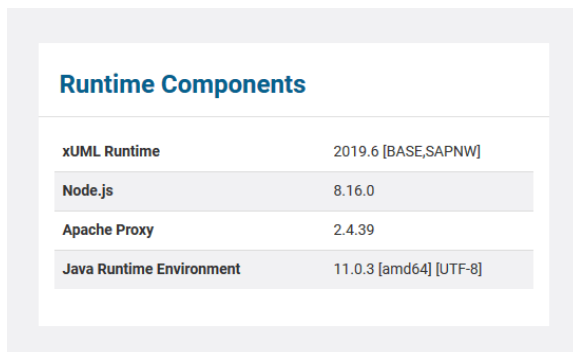 Runtime Components
xUML Runtime 2019.6 [BASE,SAPNW]
Node.js 8.16.0
Apache Proxy 2.4.39
Java Runtime Environment 11.0.3 [amd64] [UTF-8]